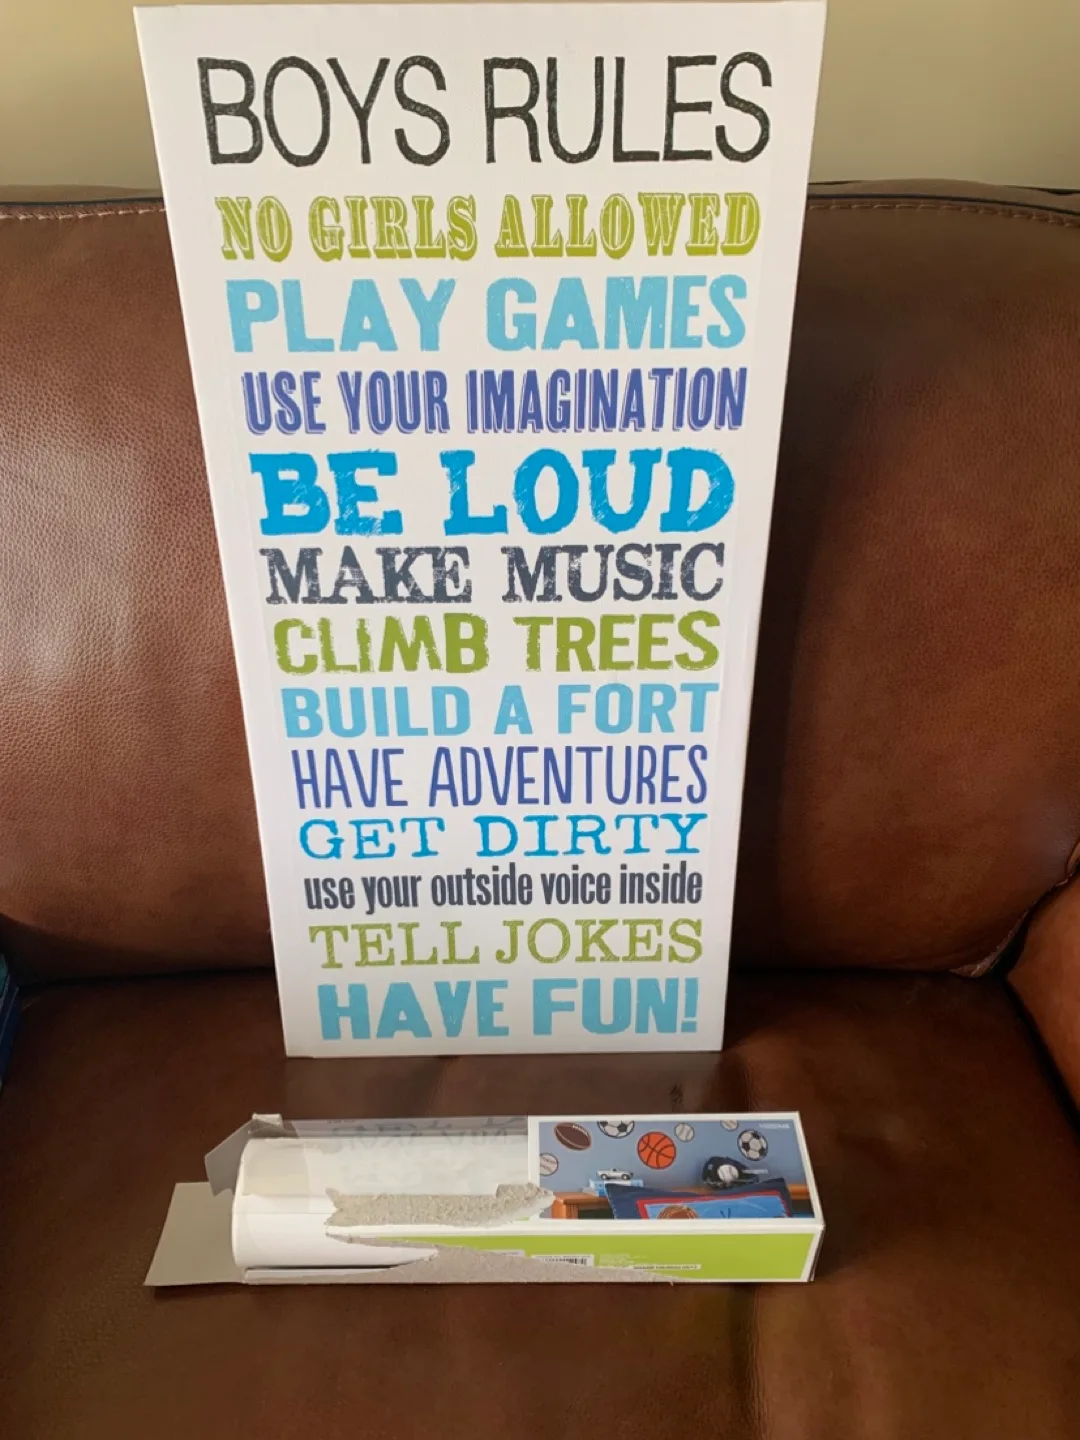 BOYS RULES
NO GIRLS ALLOWED
PLAY GAMES
USE YOUR IMAGINATION
BE LOUD
MAKE MUSIC
CLIMB TREES
BUILD A FORT
HAVE ADVENTURES
GET DIRTY
use your outside voice inside
TELL JOKES
HAVE FUN!